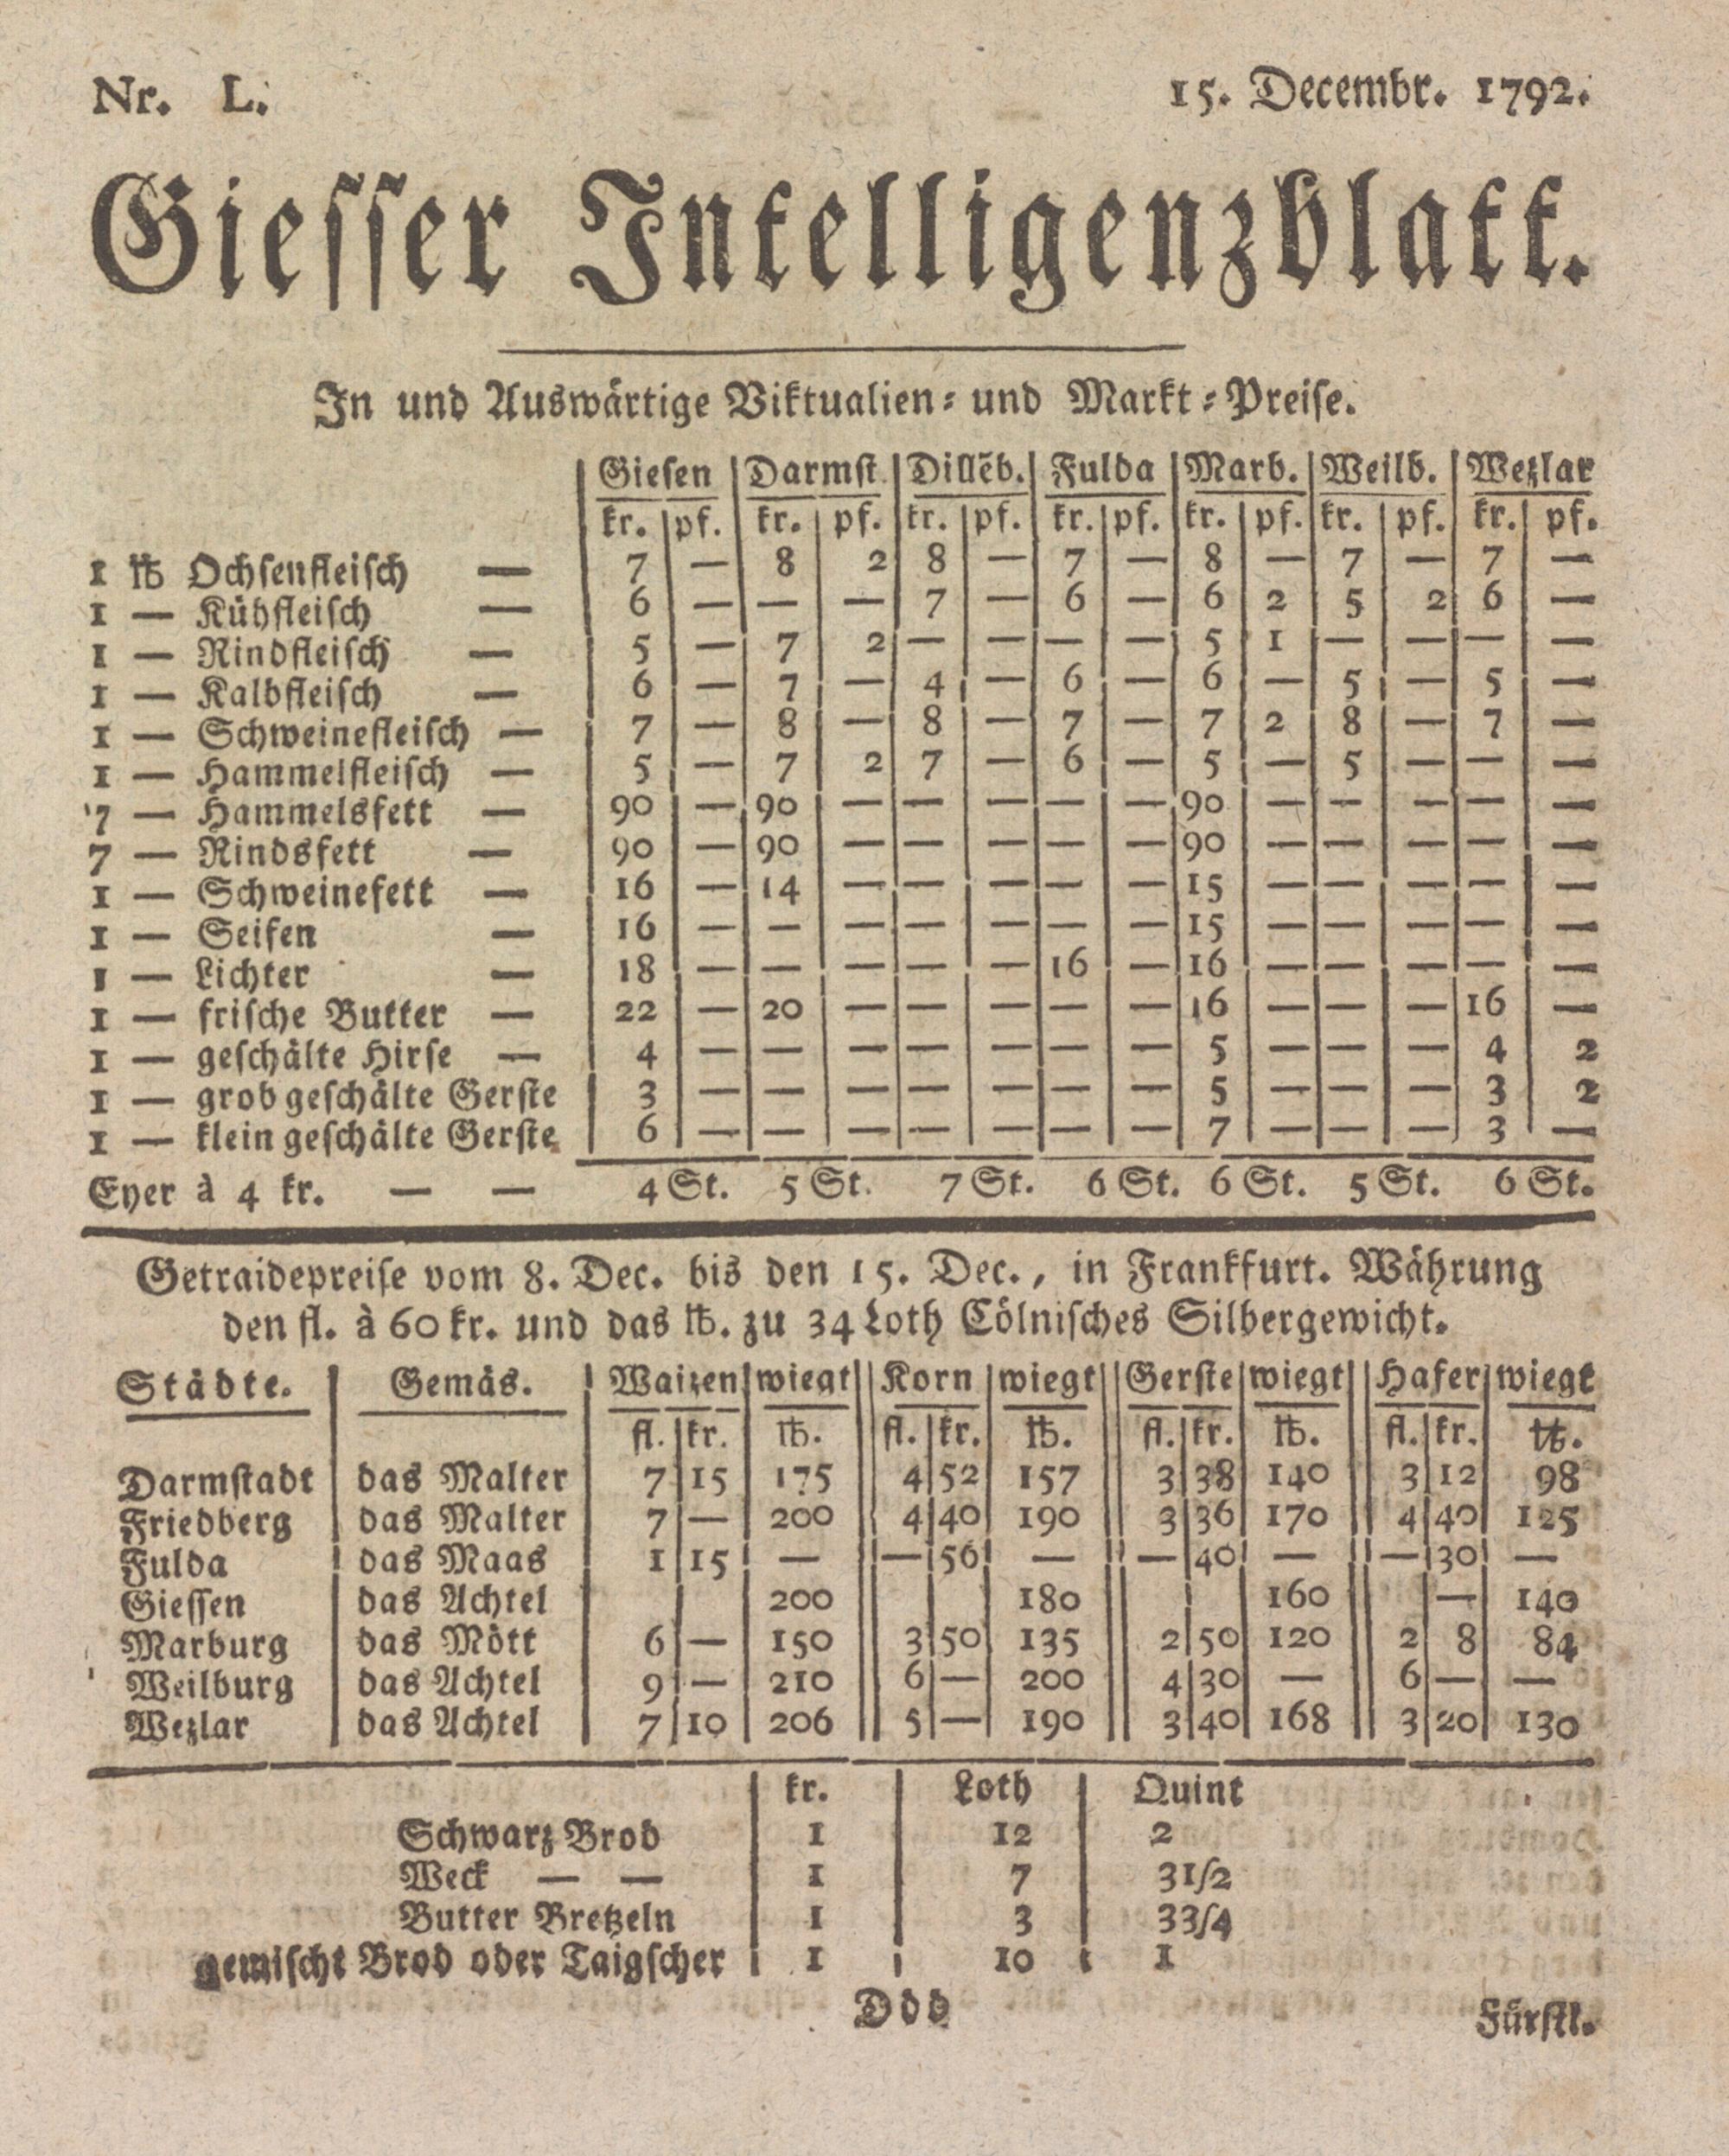 Nr. L. 15. Decembr. 1792.
Giesser Intelligenzblatt.
In und Auswärtige Viktualien- und Markt-Preise.
Giesen | Darmst. | Dillēb. | Fulda | Marb. | Weilb. | Wezlar
kr. | pf. | kr. | pf. | kr. | pf. | kr. | pf. | kr. | pf. | kr. | pf. | kr. | pf.
1 ℔ Ochsenfleisch — | 7 | — | 8 | 2 | 8 | — | 7 | — | 8 | — | 7 | — | 7 | —
1 — Kühfleisch — | 6 | — | — | — | 7 | — | 6 | — | 6 | 2 | 5 | 2 | 6 | —
1 — Rindfleisch — | 5 | — | 7 | 2 | — | — | — | — | 5 | 1 | — | — | — | —
1 — Kalbfleisch — | 6 | — | 7 | — | 4 | — | 6 | — | 6 | — | 5 | — | 5 | —
1 — Schweinefleisch — | 7 | — | 8 | — | 8 | — | 7 | — | 7 | 2 | 8 | — | 7 | —
1 — Hammelfleisch — | 5 | — | 7 | 2 | 7 | — | 6 | — | 5 | — | 5 | — | — | —
7 — Hammelsfett — | 90 | — | 90 | — | — | — | — | — | 90 | — | — | — | — | —
7 — Rindsfett — | 90 | — | 90 | — | — | — | — | — | 90 | — | — | — | — | —
1 — Schweinefett — | 16 | — | 14 | — | — | — | — | — | 15 | — | — | — | — | —
1 — Seifen — | 16 | — | — | — | — | — | — | — | 15 | — | — | — | — | —
1 — Lichter — | 18 | — | — | — | — | — | 16 | — | 16 | — | — | — | — | —
1 — frische Butter — | 22 | — | 20 | — | — | — | — | — | 16 | — | — | — | 16 | —
1 — geschälte Hirse — | 4 | — | — | — | — | — | — | — | 5 | — | — | — | 4 | 2
1 — grob geschälte Gerste | 3 | — | — | — | — | — | — | — | 5 | — | — | — | 3 | 2
1 — klein geschälte Gerste | 6 | — | — | — | — | — | — | — | 7 | — | — | — | 3 | —
Eyer à 4 kr. — — 4 St. 5 St. 7 St. 6 St. 6 St. 5 St. 6 St.
Getraidepreise vom 8. Dec. bis den 15. Dec., in Frankfurt. Währung
den fl. à 60 kr. und das ℔. zu 34 Loth Cölnisches Silbergewicht.
Städte. | Gemäs. | Waizen | wiegt || Korn | wiegt || Gerste | wiegt || Hafer | wiegt
fl. | kr. | ℔. || fl. | kr. | ℔. || fl. | kr. | ℔. || fl. | kr. | ℔.
Darmstadt | das Malter | 7 | 15 | 175 || 4 | 52 | 157 || 3 | 38 | 140 || 3 | 12 | 98
Friedberg | das Malter | 7 | — | 200 || 4 | 40 | 190 || 3 | 36 | 170 || 4 | 40 | 125
Fulda | das Maas | 1 | 15 | — || — | 56 | — || — | 40 | — || — | 30 | —
Giessen | das Achtel | | | 200 || | | 180 || | | 160 || | — | 140
Marburg | das Mött | 6 | — | 150 || 3 | 50 | 135 || 2 | 50 | 120 || 2 | 8 | 84
Weilburg | das Achtel | 9 | — | 210 || 6 | — | 200 || 4 | 30 | — || 6 | — | —
Wezlar | das Achtel | 7 | 10 | 206 || 5 | — | 190 || 3 | 40 | 168 || 3 | 20 | 130
kr. | Loth | Quint
Schwarz Brod | 1 | 12 | 2
Weck — — | 1 | 7 | 3 1/2
Butter Bretzeln | 1 | 3 | 3 3/4
gemischt Brod oder Taigscher | 1 | 10 | 1
Ddd Fürstl.